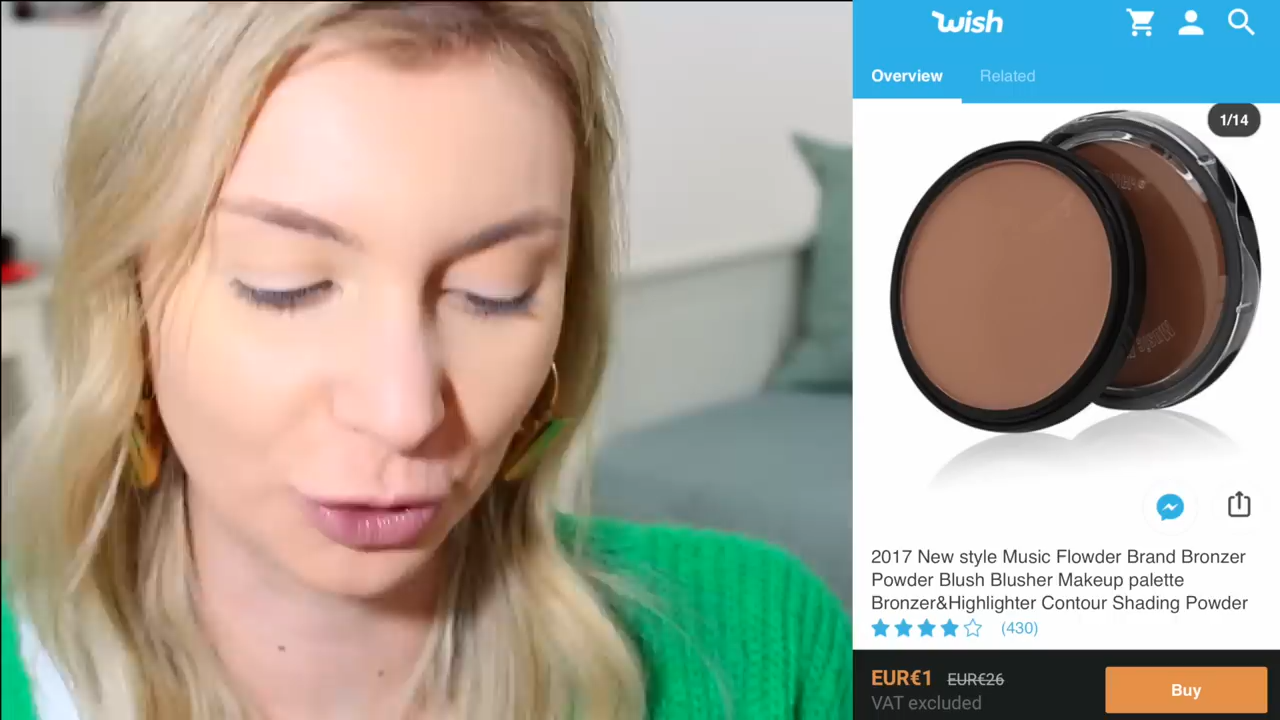 wish
Overview
Related
1/14
2017 New style Music Flowder Brand Bronzer
Powder Blush Blusher Makeup palette
Bronzer&Highlighter Contour Shading Powder
(430)
EUR€1 EUR€26
VAT excluded
Buy